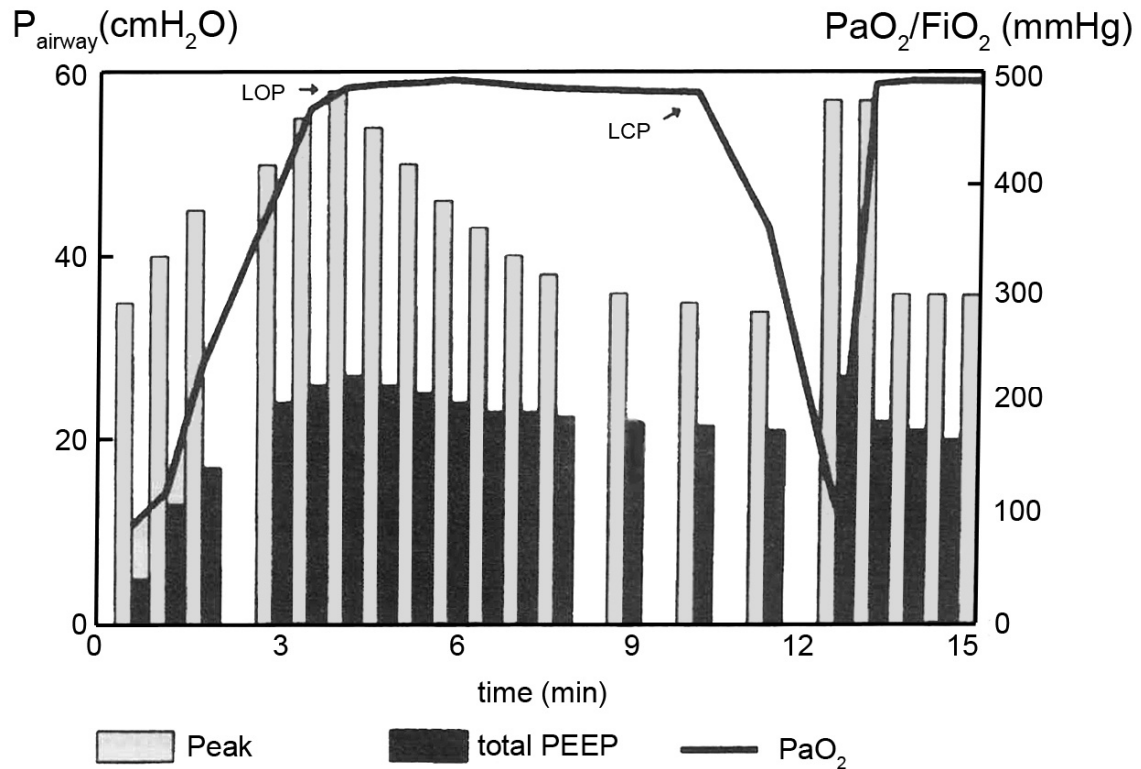 P airway (cmH₂O)
PaO₂/FiO₂ (mmHg)
60
40
20
0
LOP
LCP
500
400
300
200
100
0
0 3 6 9 12 15
time (min)
Peak
total PEEP
PaO₂